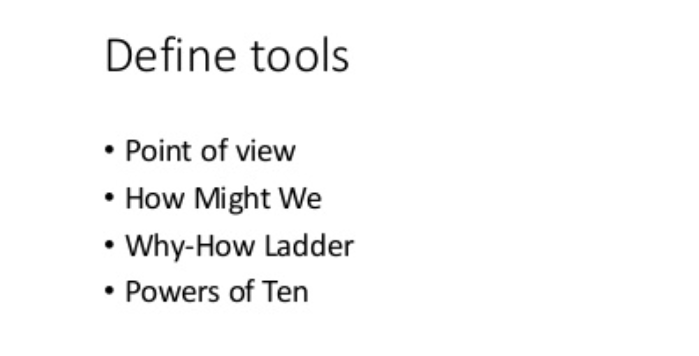 Define tools
• Point of view
• How Might We
• Why-How Ladder
• Powers of Ten